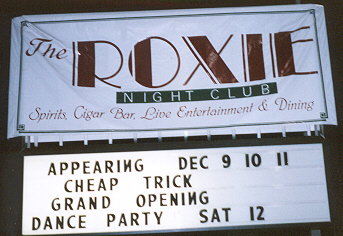 The ROXIE
NIGHT CLUB
Spirits, Cigar Bar, Live Entertainment & Dining
APPEARING DEC 9 10 11
CHEAP TRICK
GRAND OPENING
DANCE PARTY SAT 12